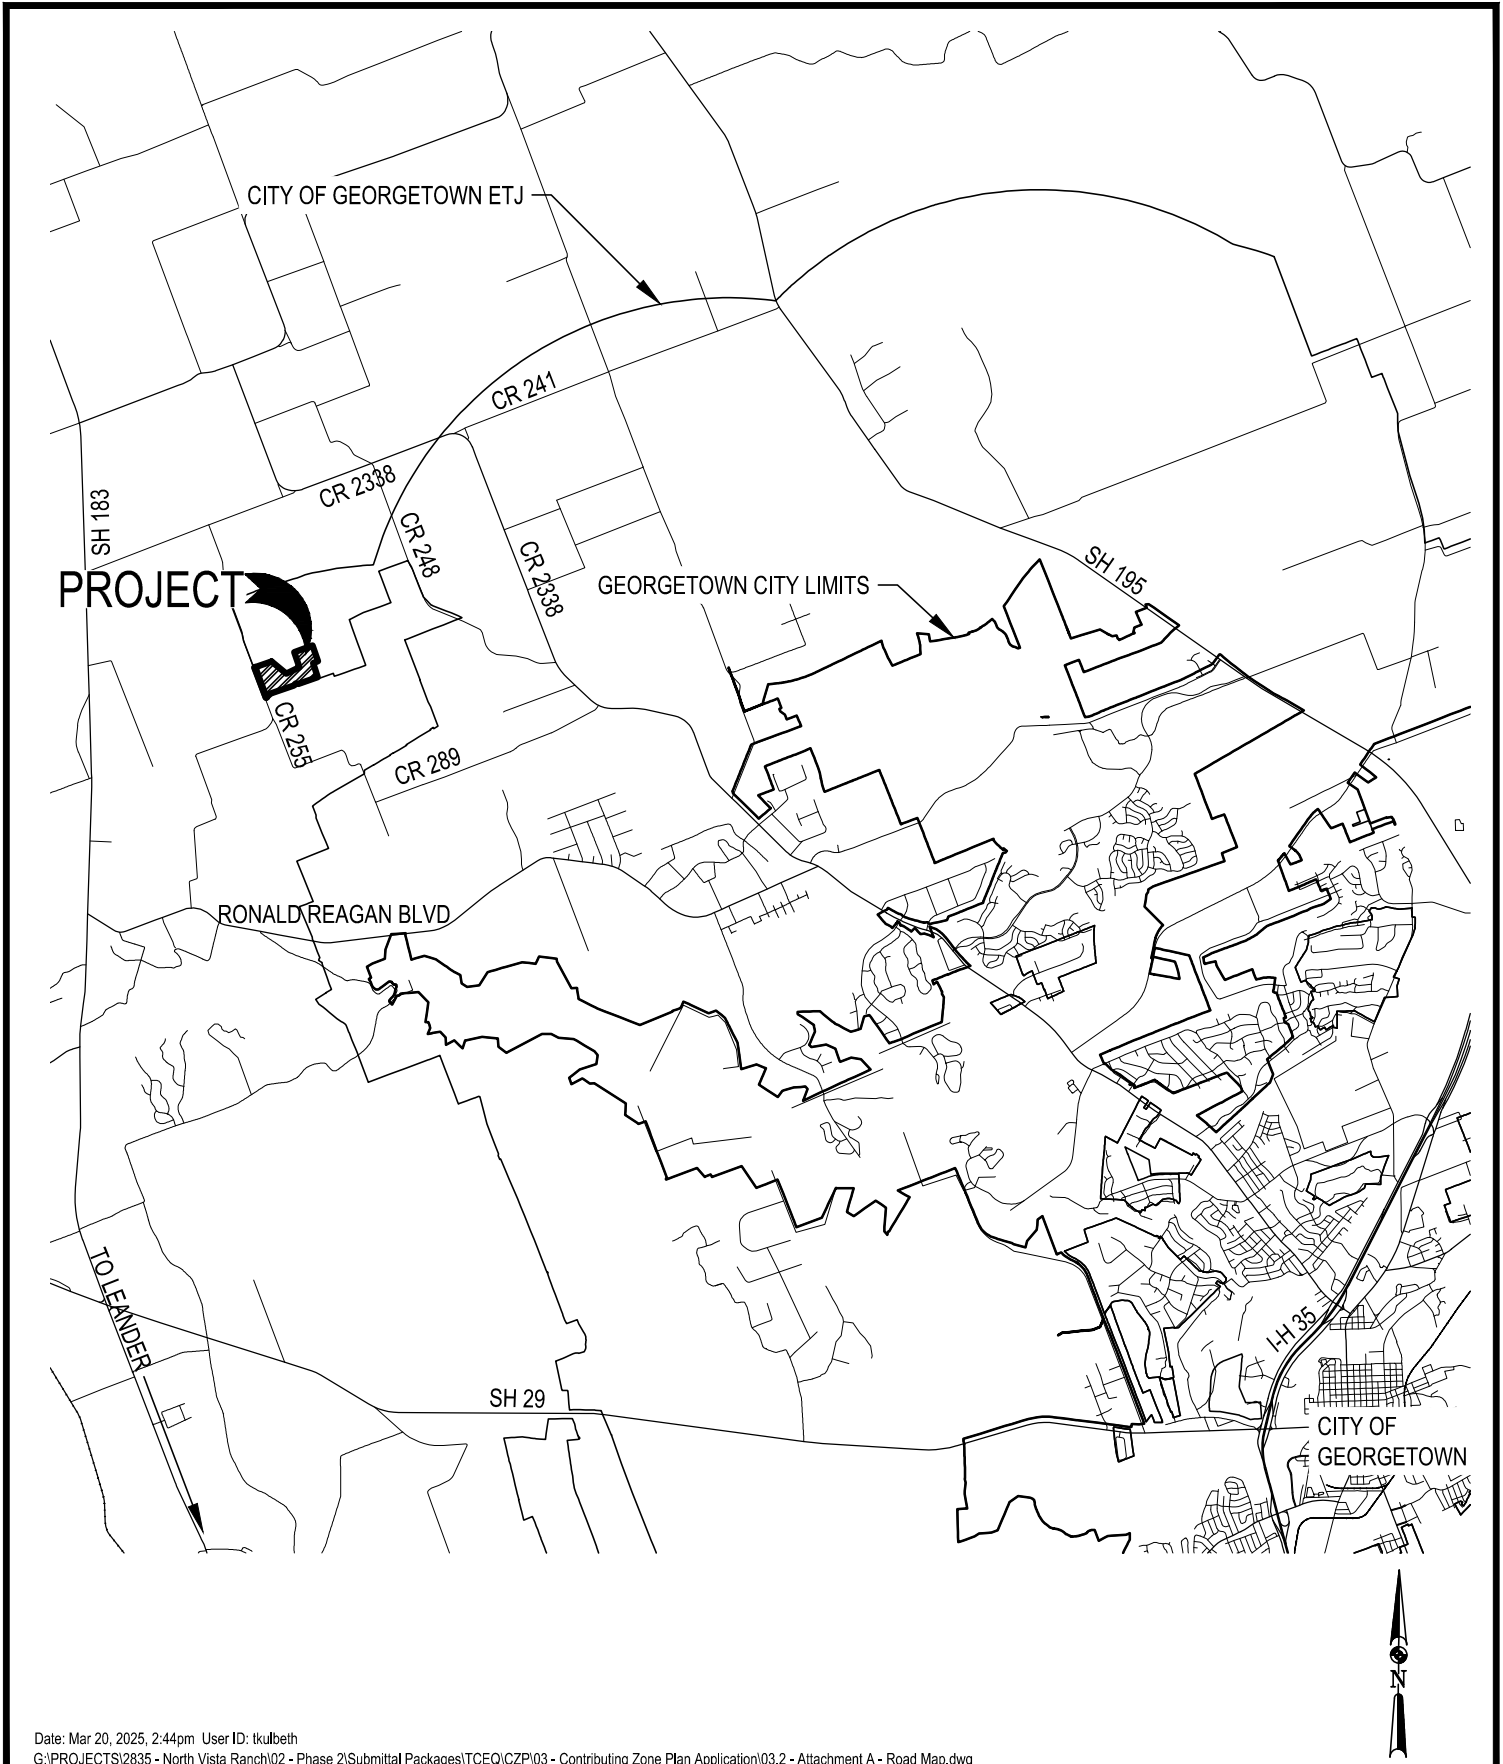 CITY OF GEORGETOWN ETJ
CR 241
CR 2338
SH 183
CR 248
CR 2338
PROJECT
GEORGETOWN CITY LIMITS
SH 195
CR 255
CR 289
RONALD REAGAN BLVD
TO LEANDER
I-H 35
SH 29
CITY OF
GEORGETOWN
N
Date: Mar 20, 2025, 2:44pm User ID: tkulbeth
G:\PROJECTS\2835 - North Vista Ranch\02 - Phase 2\Submittal Packages\TCEQ\CZP\03 - Contributing Zone Plan Application\03.2 - Attachment A - Road Map.dwg